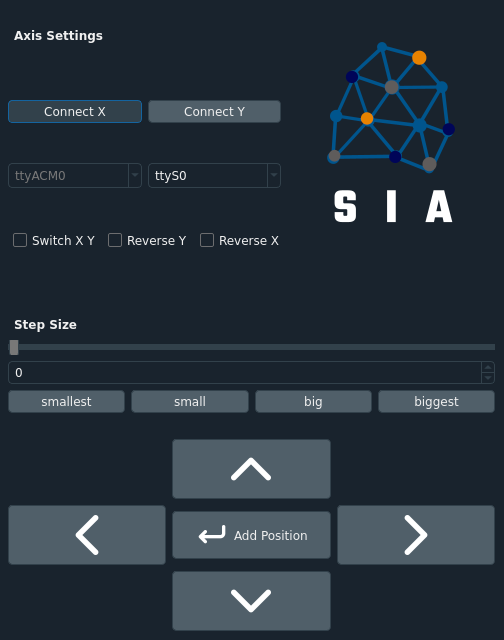 Axis Settings
Connect X
Connect Y
ttyACM0
ttyS0
Switch X Y
Reverse Y
Reverse X
SIA
Step Size
0
smallest
small
big
biggest
Add Position